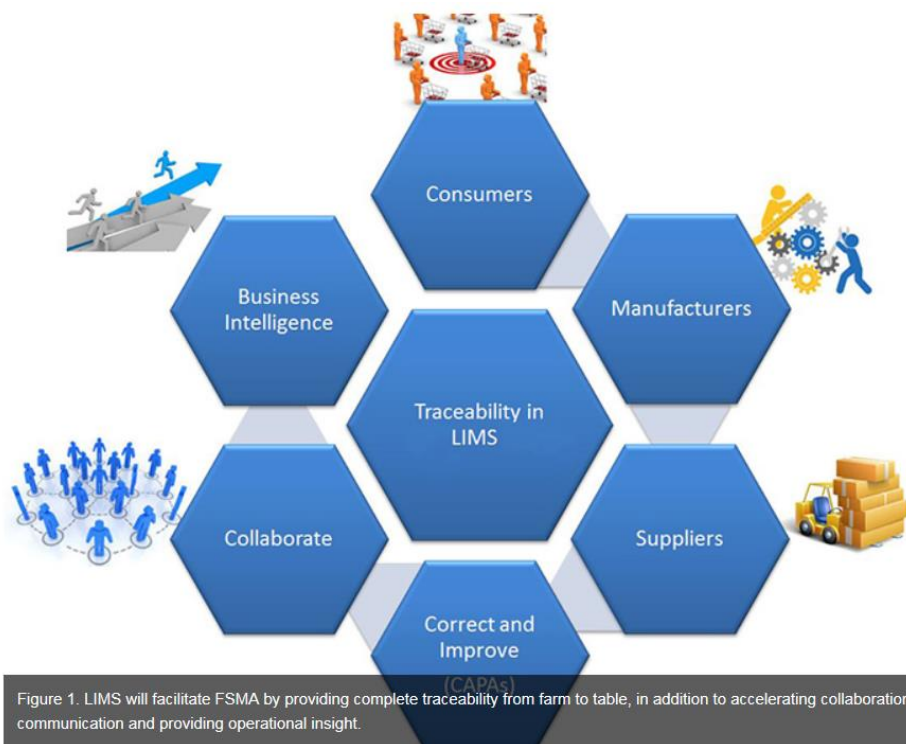 Consumers
Business
Intelligence
Manufacturers
Traceability in
LIMS
Collaborate
Suppliers
Correct and
Improve
(CAPAs)
Figure 1. LIMS will facilitate FSMA by providing complete traceability from farm to table, in addition to accelerating collaboration
communication and providing operational insight.